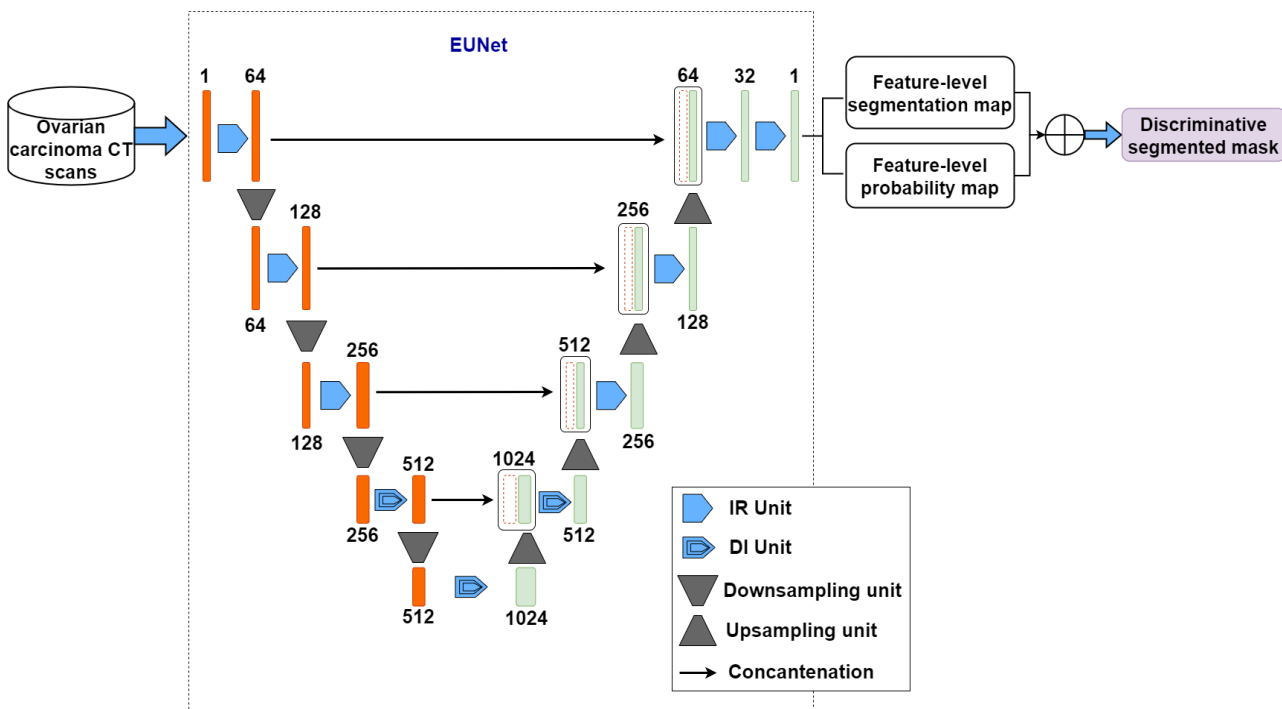 EUNet
1
64
64
32
1
Ovarian
carcinoma CT
scans
Feature-level
segmentation map
Feature-level
probability map
Discriminative
segmented mask
128
256
64
128
256
512
128
256
512
1024
256
512
512
1024
IR Unit
DI Unit
Downsampling unit
Upsampling unit
Concantenation